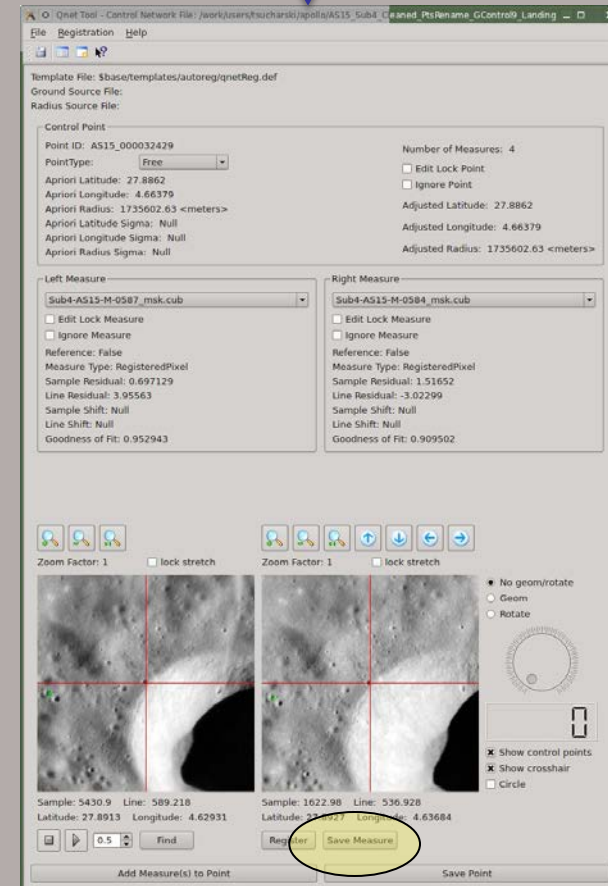 Qnet Tool - Control Network File: /work/users/tsucharski/apollo/AS15_Sub4_Cleaned_PtsRename_GControl9_Landing
File Registration Help
Template File: $base/templates/autoreg/qnetReg.def
Ground Source File:
Radius Source File:
Control Point
Point ID: AS15_000032429
PointType: Free
Apriori Latitude: 27.8862
Apriori Longitude: 4.66379
Apriori Radius: 1735602.63 <meters>
Apriori Latitude Sigma: Null
Apriori Longitude Sigma: Null
Apriori Radius Sigma: Null
Number of Measures: 4
Edit Lock Point
Ignore Point
Adjusted Latitude: 27.8862
Adjusted Longitude: 4.66379
Adjusted Radius: 1735602.63 <meters>
Left Measure
Sub4-AS15-M-0587_msk.cub
Edit Lock Measure
Ignore Measure
Reference: False
Measure Type: RegisteredPixel
Sample Residual: 0.697129
Line Residual: 3.95563
Sample Shift: Null
Line Shift: Null
Goodness of Fit: 0.952943
Right Measure
Sub4-AS15-M-0584_msk.cub
Edit Lock Measure
Ignore Measure
Reference: False
Measure Type: RegisteredPixel
Sample Residual: 1.51652
Line Residual: -3.02299
Sample Shift: Null
Line Shift: Null
Goodness of Fit: 0.909502
Zoom Factor: 1 lock stretch
Zoom Factor: 1 lock stretch
No geom/rotate
Geom
Rotate
0
Show control points
Show crosshair
Circle
Sample: 5430.9 Line: 589.218
Latitude: 27.8913 Longitude: 4.62931
Sample: 1622.98 Line: 536.928
Latitude: 27.8927 Longitude: 4.63684
0.5 Find
Register Save Measure
Add Measure(s) to Point
Save Point